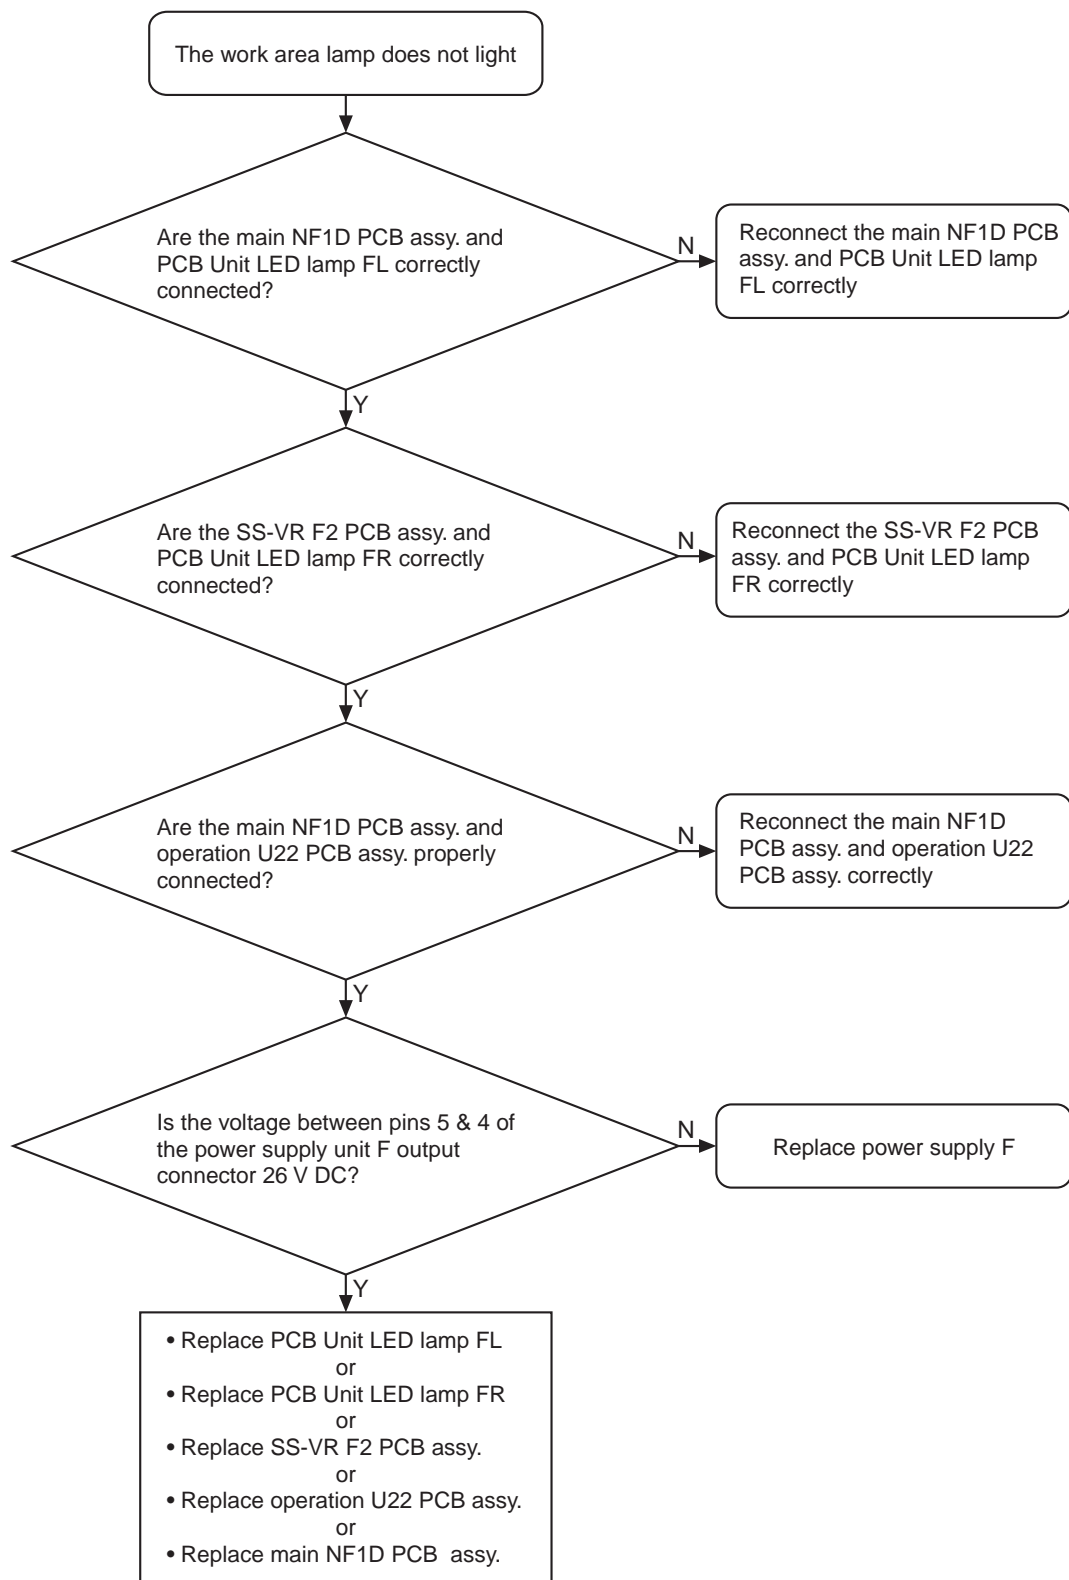 The work area lamp does not light
Are the main NF1D PCB assy. and
PCB Unit LED lamp FL correctly
connected?
N
Reconnect the main NF1D PCB
assy. and PCB Unit LED lamp
FL correctly
Y
Are the SS-VR F2 PCB assy. and
PCB Unit LED lamp FR correctly
connected?
N
Reconnect the SS-VR F2 PCB
assy. and PCB Unit LED lamp
FR correctly
Y
Are the main NF1D PCB assy. and
operation U22 PCB assy. properly
connected?
N
Reconnect the main NF1D
PCB assy. and operation U22
PCB assy. correctly
Y
Is the voltage between pins 5 & 4 of
the power supply unit F output
connector 26 V DC?
N
Replace power supply F
Y
• Replace PCB Unit LED lamp FL
or
• Replace PCB Unit LED lamp FR
or
• Replace SS-VR F2 PCB assy.
or
• Replace operation U22 PCB assy.
or
• Replace main NF1D PCB assy.